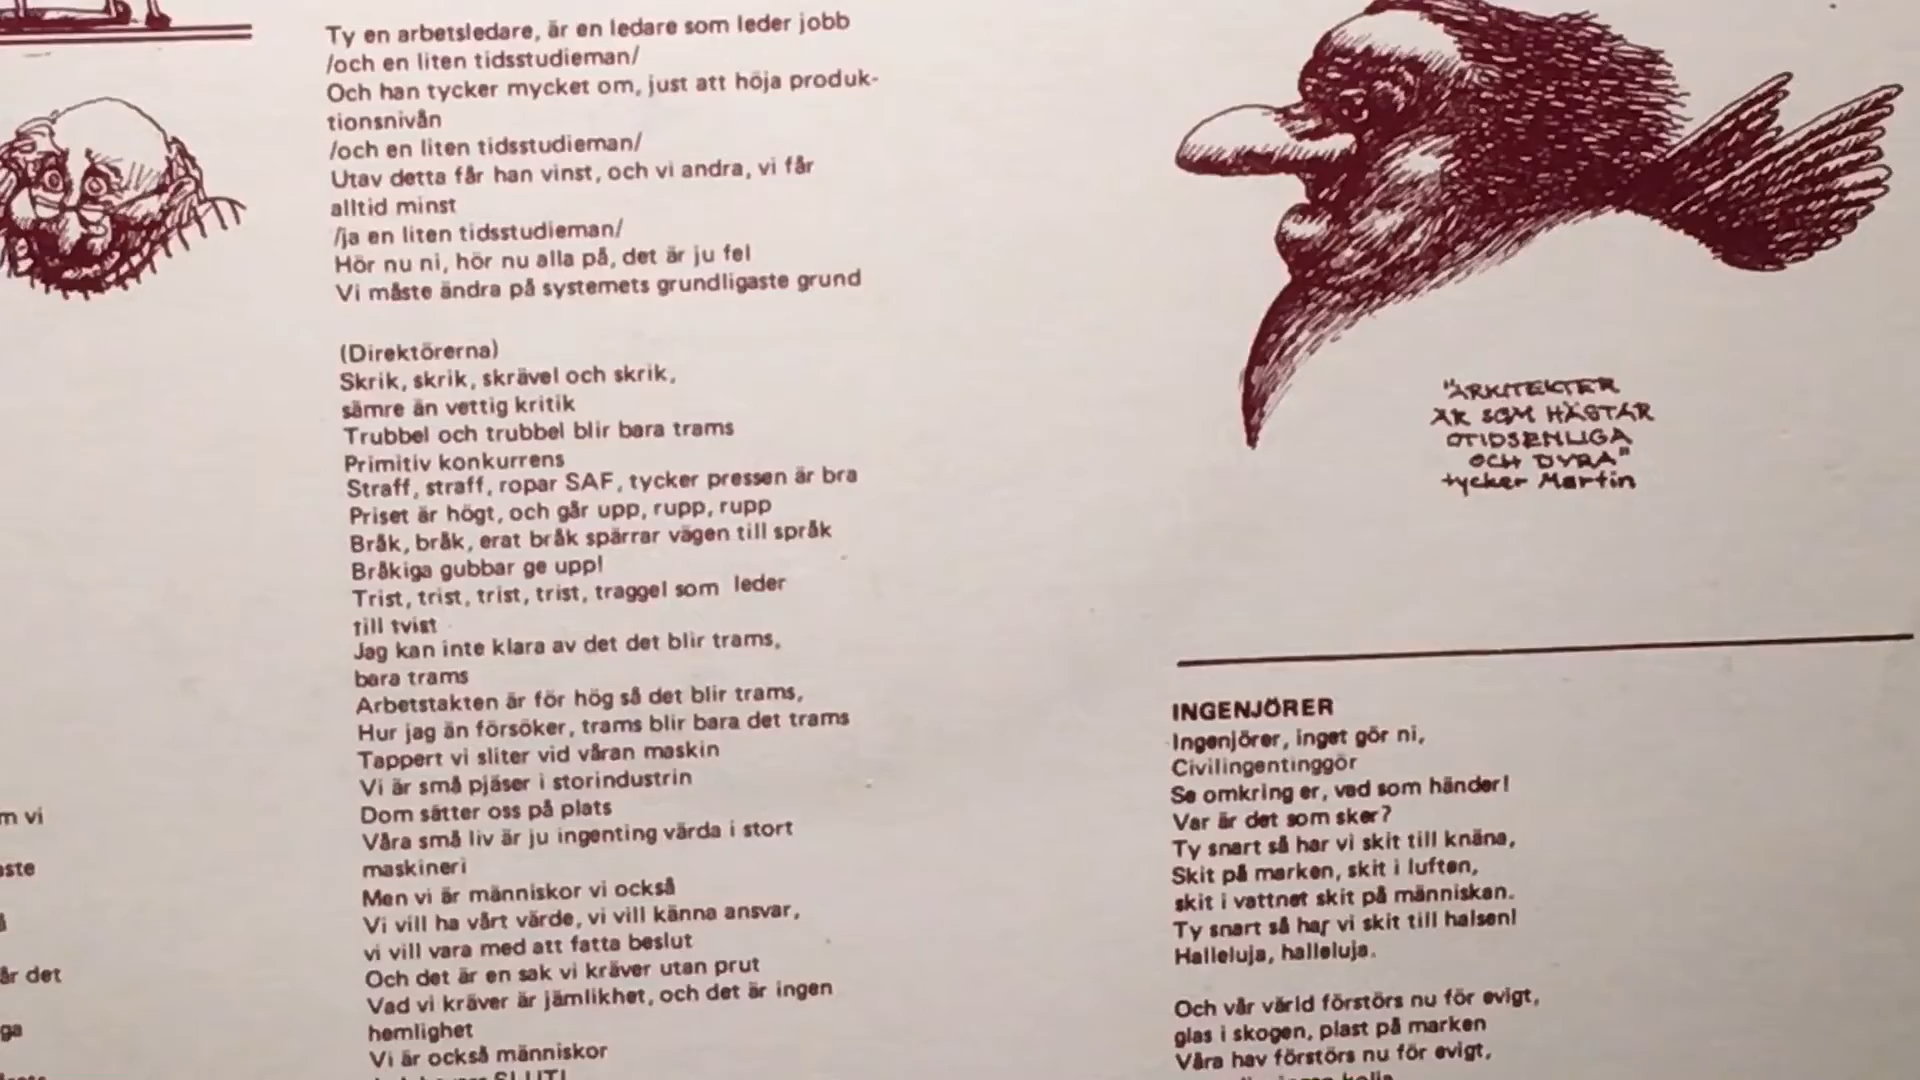 m vi
aste
å
år det
ga
Ty en arbetsledare, är en ledare som leder jobb
/och en liten tidsstudieman/
Och han tycker mycket om, just att höja produk-
tionsnivån
/och en liten tidsstudieman/
Utav detta får han vinst, och vi andra, vi får
alltid minst
/ja en liten tidsstudieman/
Hör nu ni, hör nu alla på, det är ju fel
Vi måste ändra på systemets grundligaste grund
(Direktörerna)
Skrik, skrik, skrävel och skrik,
sämre än vettig kritik
Trubbel och trubbel blir bara trams
Primitiv konkurrens
Straff, straff, ropar SAF, tycker pressen är bra
Priset är högt, och går upp, rupp, rupp
Bråk, bråk, erat bråk spärrar vägen till språk
Bråkiga gubbar ge upp!
Trist, trist, trist, trist, traggel som leder
till tvist
Jag kan inte klara av det det blir trams,
bara trams
Arbetstakten är för hög så det blir trams,
Hur jag än försöker, trams blir bara det trams
Tappert vi sliter vid våran maskin
Vi är små pjäser i storindustrin
Dom sätter oss på plats
Våra små liv är ju ingenting värda i stort
maskineri
Men vi är människor vi också
Vi vill ha vårt värde, vi vill känna ansvar,
vi vill vara med att fatta beslut
Och det är en sak vi kräver utan prut
Vad vi kräver är jämlikhet, och det är ingen
hemlighet
Vi är också människor
SLUT!
"ARKITEKTER
ÄR SOM HÄSTAR
OTIDSENLIGA
OCH DYRA"
tycker Martin
INGENJÖRER
Ingenjörer, inget gör ni,
Civilingentinggör
Se omkring er, vad som händer!
Var är det som sker?
Ty snart så har vi skit till knäna,
Skit på marken, skit i luften,
skit i vattnet skit på människan.
Ty snart så har vi skit till halsen!
Halleluja, halleluja.
Och vår värld förstörs nu för evigt,
glas i skogen, plast på marken
Våra hav förstörs nu för evigt,